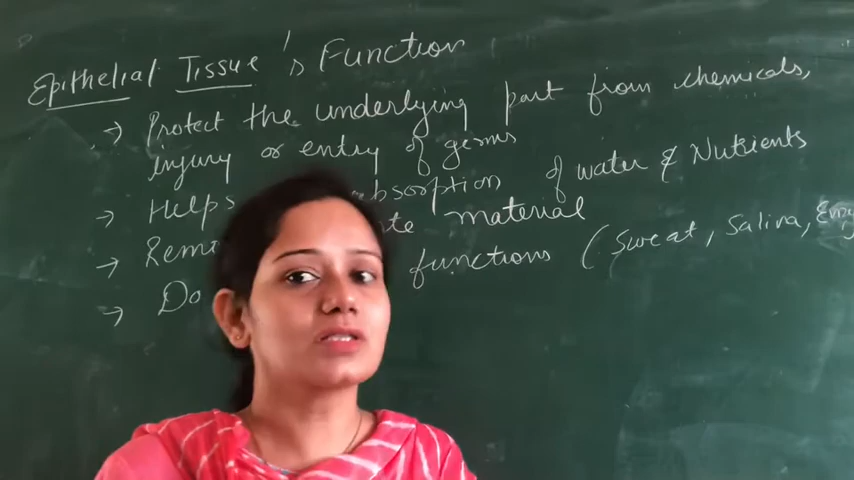 Epithelial Tissue's Function
→ Protect the underlying part from chemicals,
injury or entry of germs
→ Helps absorption of water & Nutrients
→ material
→ Do functions (Sweat, Saliva,